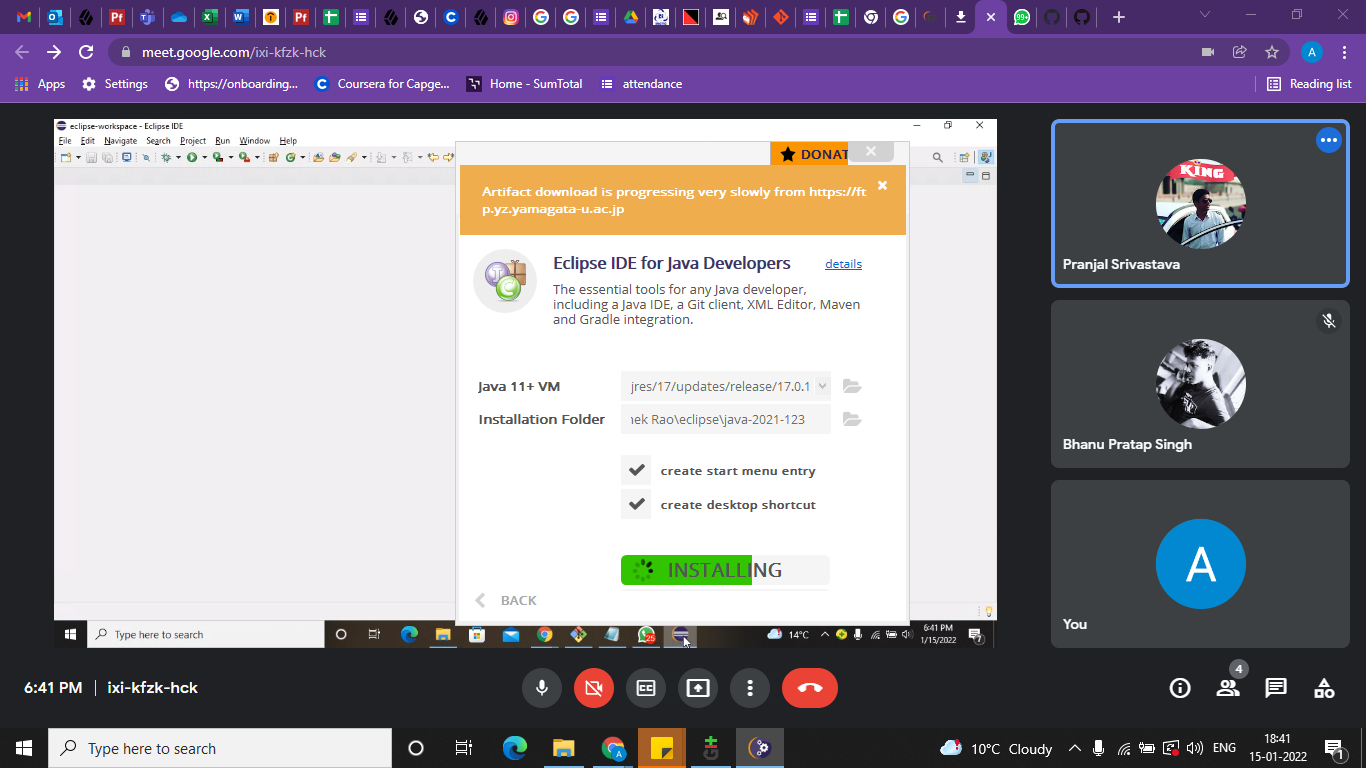 meet.google.com/ixi-kfzk-hck
Apps
Settings
https://onboarding...
Coursera for Capge...
Home - SumTotal
attendance
Reading list
eclipse-workspace - Eclipse IDE
File Edit Navigate Search Project Run Window Help
DONAT
Artifact download is progressing very slowly from https://ft
p.yz.yamagata-u.ac.jp
Eclipse IDE for Java Developers
details
The essential tools for any Java developer,
including a Java IDE, a Git client, XML Editor, Maven
and Gradle integration.
Java 11+ VM
jres/17/updates/release/17.0.1
Installation Folder
ek Rao\eclipse\java-2021-123
create start menu entry
create desktop shortcut
INSTALLING
BACK
Type here to search
25
14°C
6:41 PM
1/15/2022
7
KING
Pranjal Srivastava
Bhanu Pratap Singh
A
You
6:41 PM | ixi-kfzk-hck
4
Type here to search
10°C Cloudy
ENG
18:41
15-01-2022
1